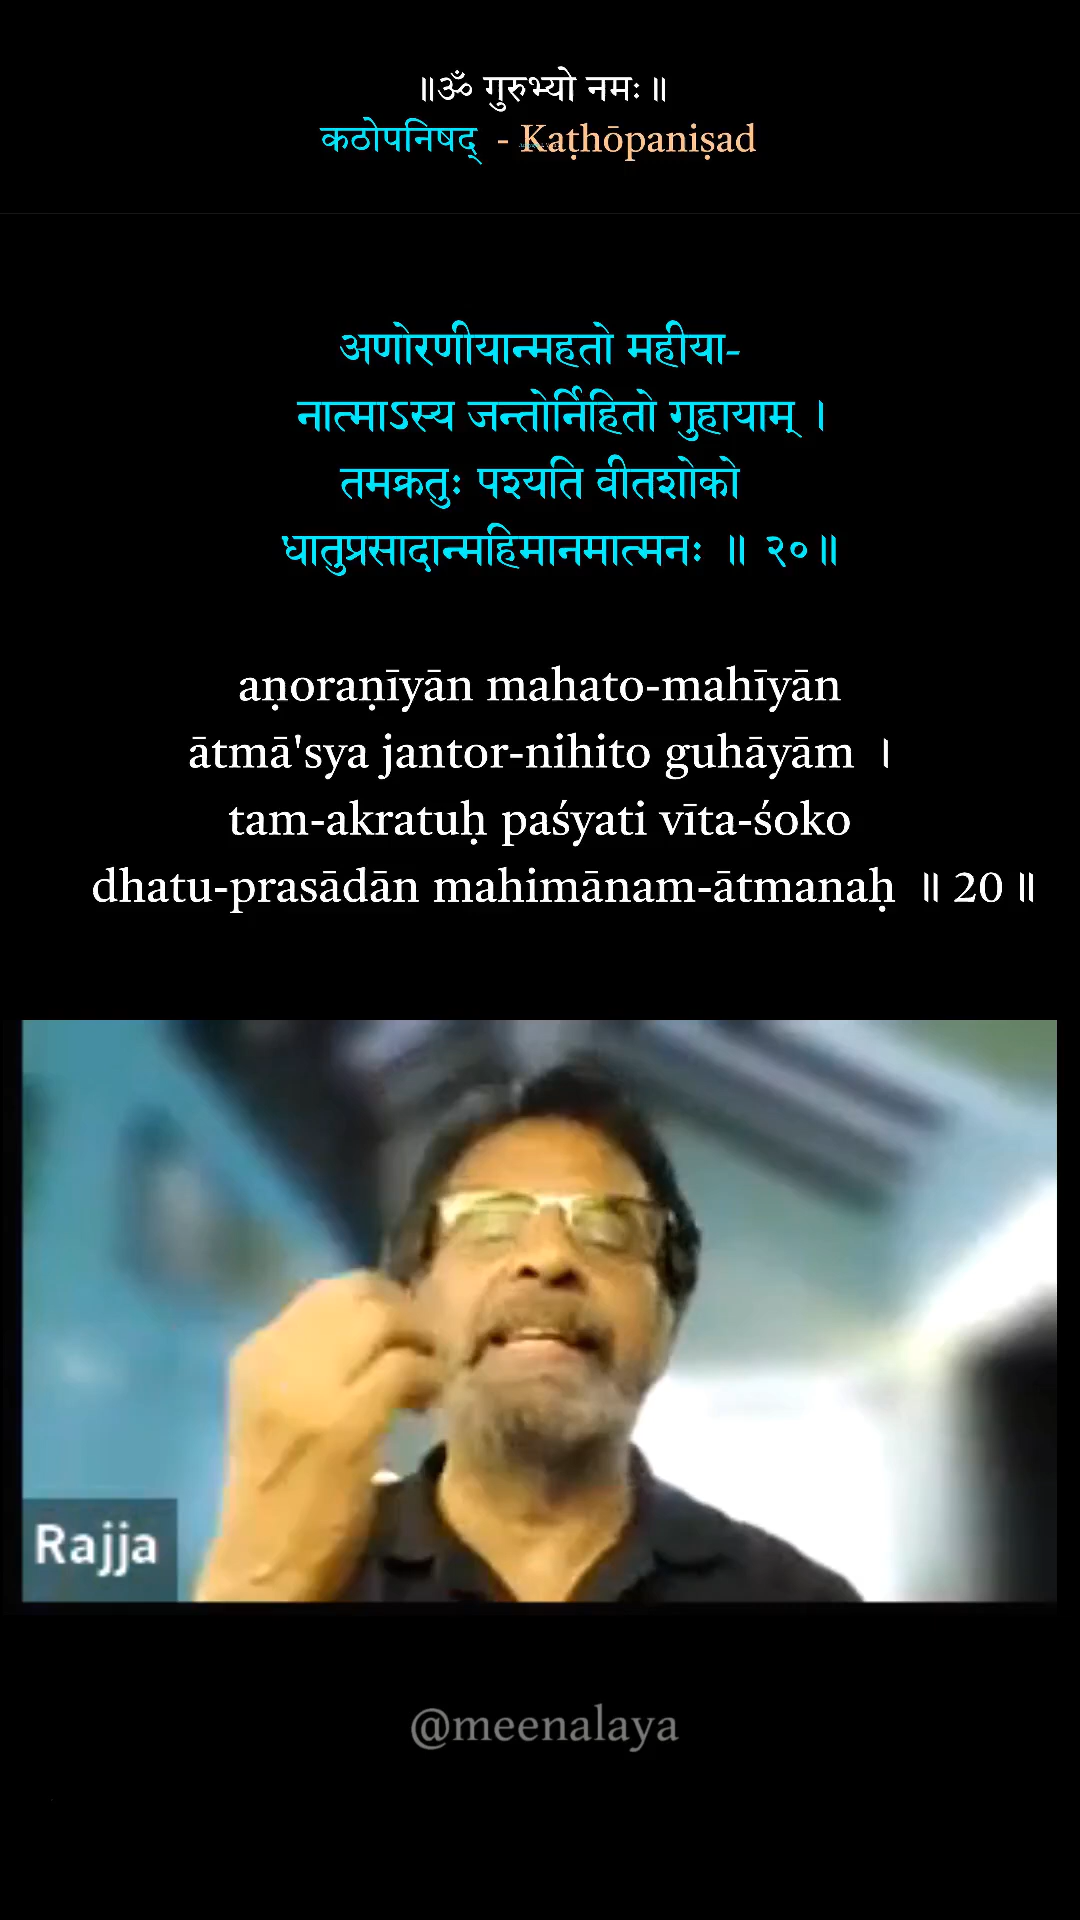 ॥ॐ गुरुभ्यो नमः॥
कठोपनिषद् - Kaṭhōpaniṣad
अणोरणीयान्महतो महीया-
नात्माऽस्य जन्तोर्निहितो गुहायाम् ।
तमक्रतुः पश्यति वीतशोको
धातुप्रसादान्महिमानमात्मनः ॥ २०॥
aṇoraṇīyān mahato-mahīyān
ātmā'sya jantor-nihito guhāyām ।
tam-akratuḥ paśyati vīta-śoko
dhatu-prasādān mahimānam-ātmanaḥ ॥ 20॥
Rajja
@meenalaya